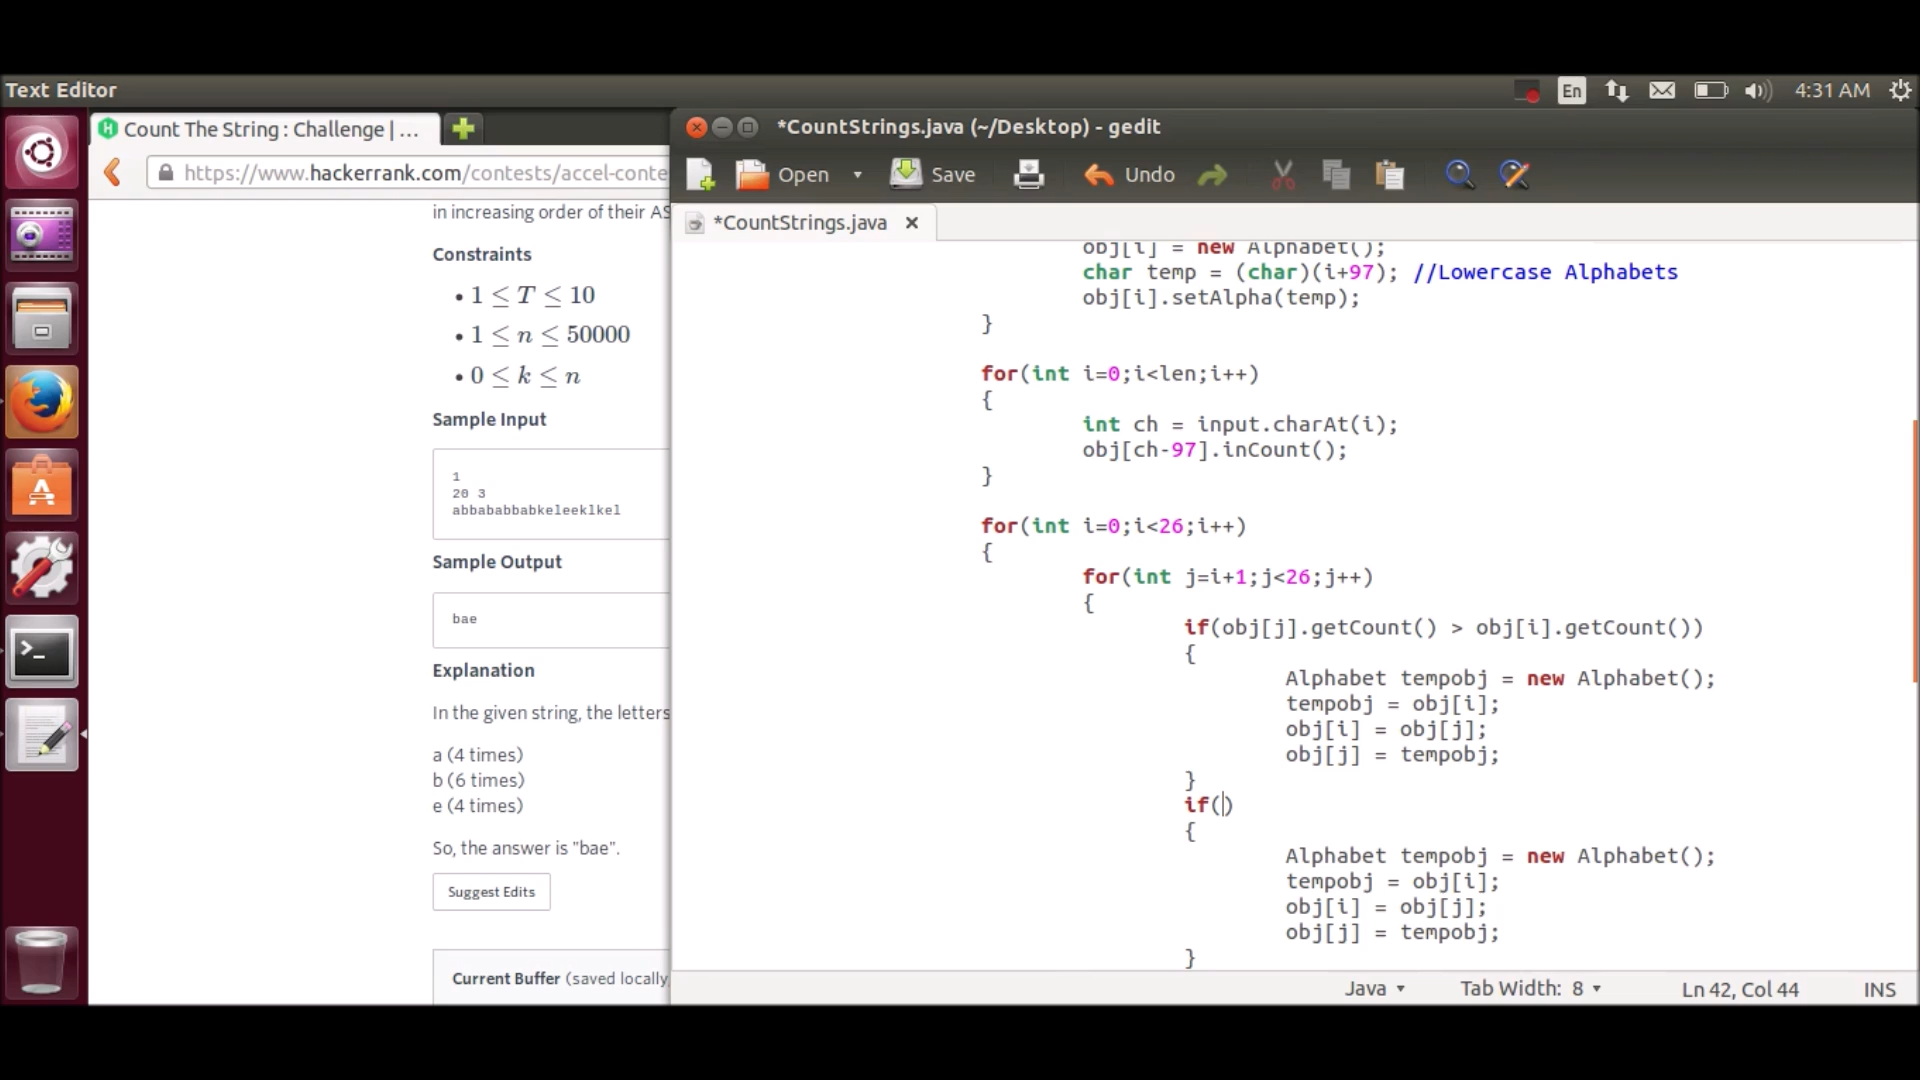 Text Editor
En
4:31 AM
Count The String : Challenge | ...
https://www.hackerrank.com/contests/accel-conte
in increasing order of their AS
Constraints
• 1 ≤ T ≤ 10
• 1 ≤ n ≤ 50000
• 0 ≤ k ≤ n
Sample Input
1
20 3
abbababbabkeleeklkel
Sample Output
bae
Explanation
In the given string, the letters
a (4 times)
b (6 times)
e (4 times)
So, the answer is "bae".
Suggest Edits
Current Buffer (saved locally
*CountStrings.java (~/Desktop) - gedit
Open
Save
Undo
*CountStrings.java
obj[i] = new Alphabet();
char temp = (char)(i+97); //Lowercase Alphabets
obj[i].setAlpha(temp);
}
for(int i=0;i<len;i++)
{
int ch = input.charAt(i);
obj[ch-97].inCount();
}
for(int i=0;i<26;i++)
{
for(int j=i+1;j<26;j++)
{
if(obj[j].getCount() > obj[i].getCount())
{
Alphabet tempobj = new Alphabet();
tempobj = obj[i];
obj[i] = obj[j];
obj[j] = tempobj;
}
if()
{
Alphabet tempobj = new Alphabet();
tempobj = obj[i];
obj[i] = obj[j];
obj[j] = tempobj;
}
Java
Tab Width: 8
Ln 42, Col 44
INS